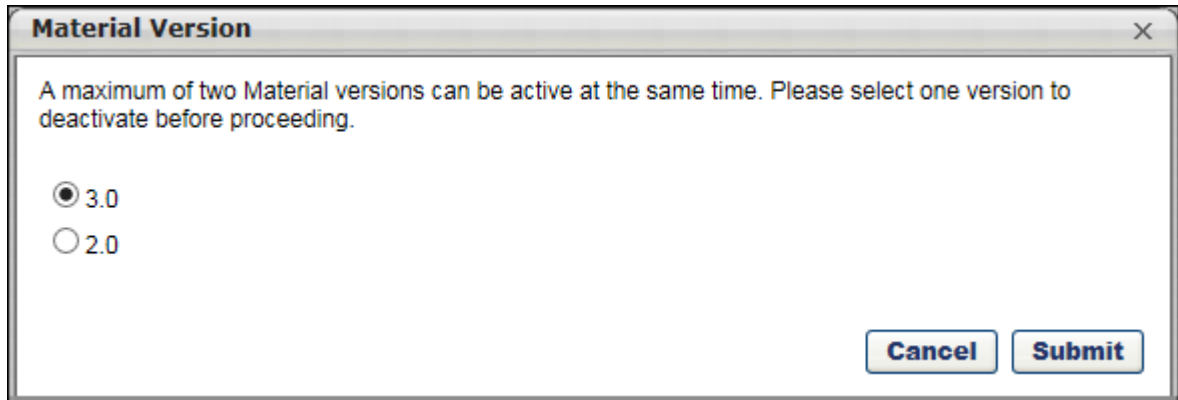 Material Version
A maximum of two Material versions can be active at the same time. Please select one version to
deactivate before proceeding.
3.0
2.0
Cancel Submit